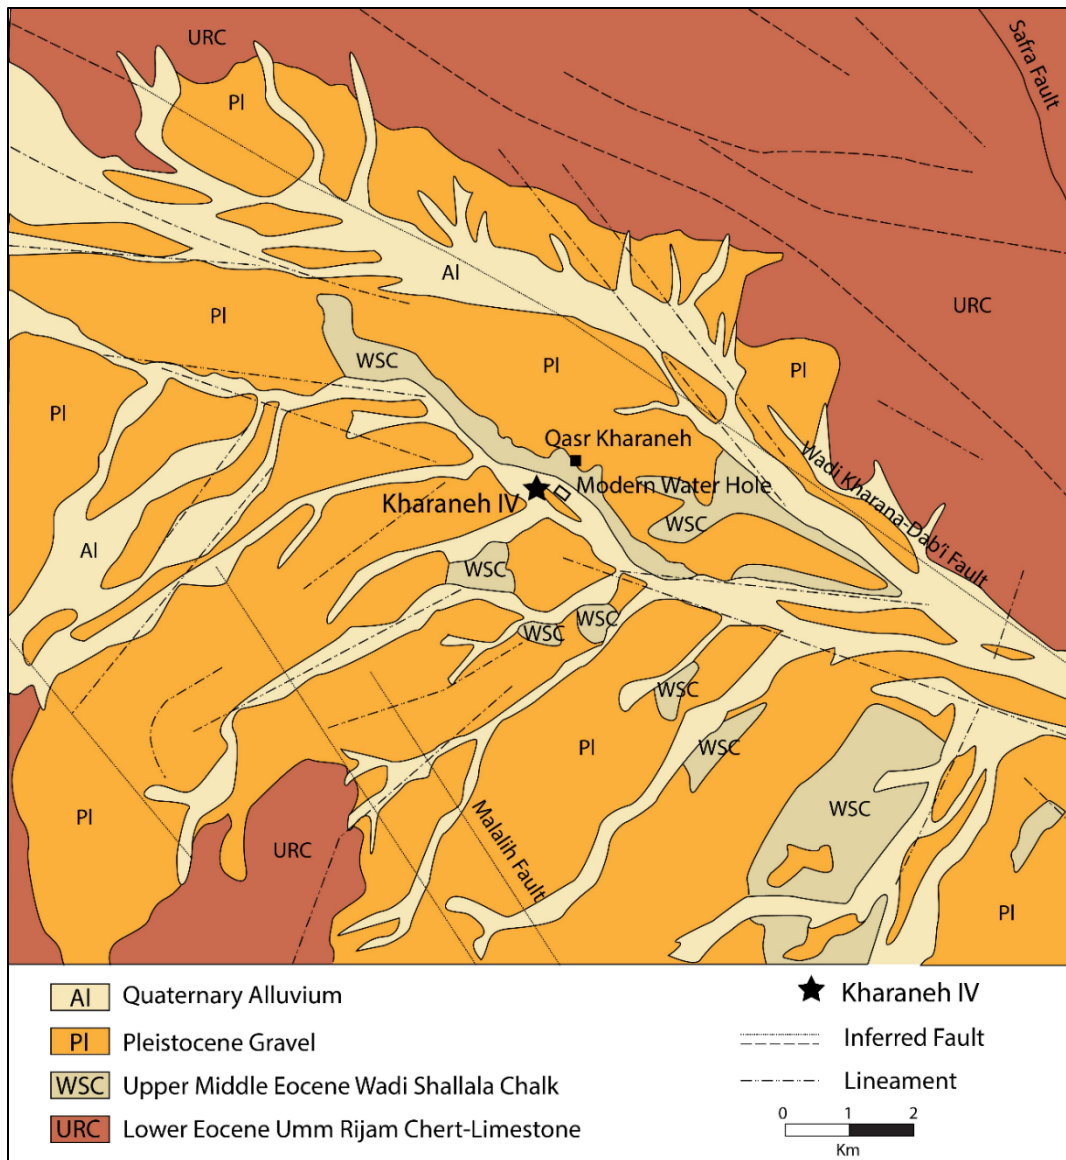 URC
Safra Fault
Pl
Al
URC
Pl
WSC
Pl
Pl
Pl
Qasr Kharaneh
Modern Water Hole
Kharaneh IV
WSC
Wadi Kharana-Dab'i Fault
Al
WSC
WSC
WSC
WSC
WSC
Pl
WSC
Pl
Malalih Fault
URC
Pl
Al Quaternary Alluvium
Pl Pleistocene Gravel
WSC Upper Middle Eocene Wadi Shallala Chalk
URC Lower Eocene Umm Rijam Chert-Limestone
Kharaneh IV
Inferred Fault
Lineament
0 1 2
Km